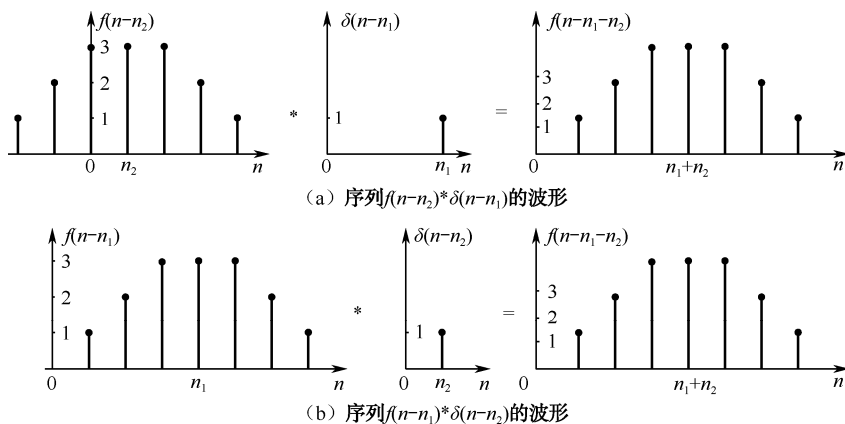 f(n−n₂)
3
2
1
0
n₂
n
*
δ(n−n₁)
1
0
n₁
n
=
f(n−n₁−n₂)
3
2
1
0
n₁+n₂
n
（a）序列f(n−n₂)*δ(n−n₁)的波形
f(n−n₁)
3
2
1
0
n₁
n
*
δ(n−n₂)
1
0
n₂
n
=
f(n−n₁−n₂)
3
2
1
0
n₁+n₂
n
（b）序列f(n−n₁)*δ(n−n₂)的波形